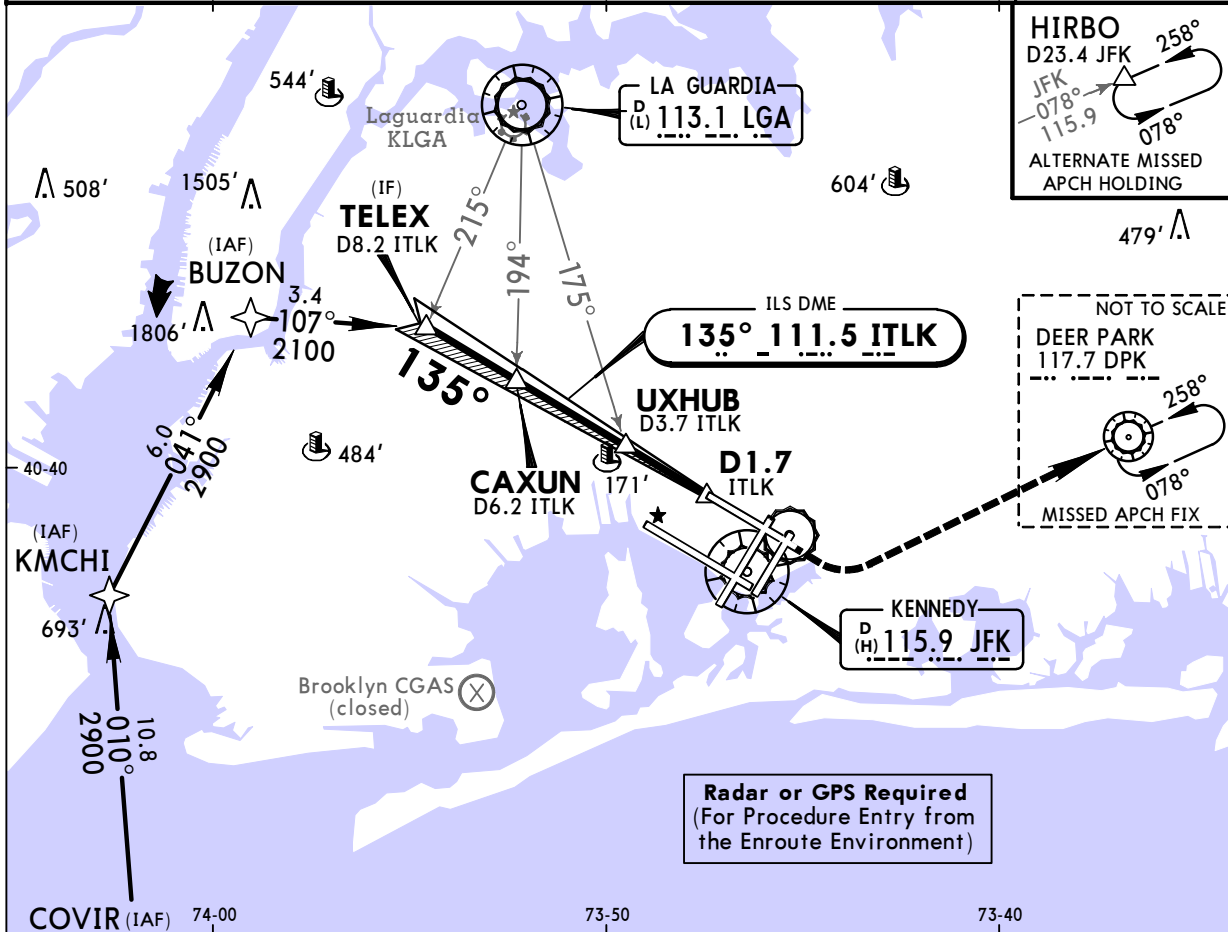 HIRBO
D23.4 JFK
258°
JFK
078°
115.9
078°
ALTERNATE MISSED
APCH HOLDING
544'
LA GUARDIA
D
(L) 113.1 LGA
Laguardia
KLGA
508'
1505'
604'
479'
(IF)
TELEX
D8.2 ITLK
215°
194°
175°
(IAF)
BUZON
3.4
107°
2100
1806'
135°
ILS DME
135° 111.5 ITLK
NOT TO SCALE
DEER PARK
117.7 DPK
258°
078°
MISSED APCH FIX
UXHUB
D3.7 ITLK
6.0
041°
2900
484'
40-40
CAXUN
D6.2 ITLK
171'
D1.7
ITLK
(IAF)
KMCHI
693'
KENNEDY
D
(H) 115.9 JFK
Brooklyn CGAS
(closed)
X
10.8
010°
2900
Radar or GPS Required
(For Procedure Entry from
the Enroute Environment)
COVIR (IAF)
74-00
73-50
73-40